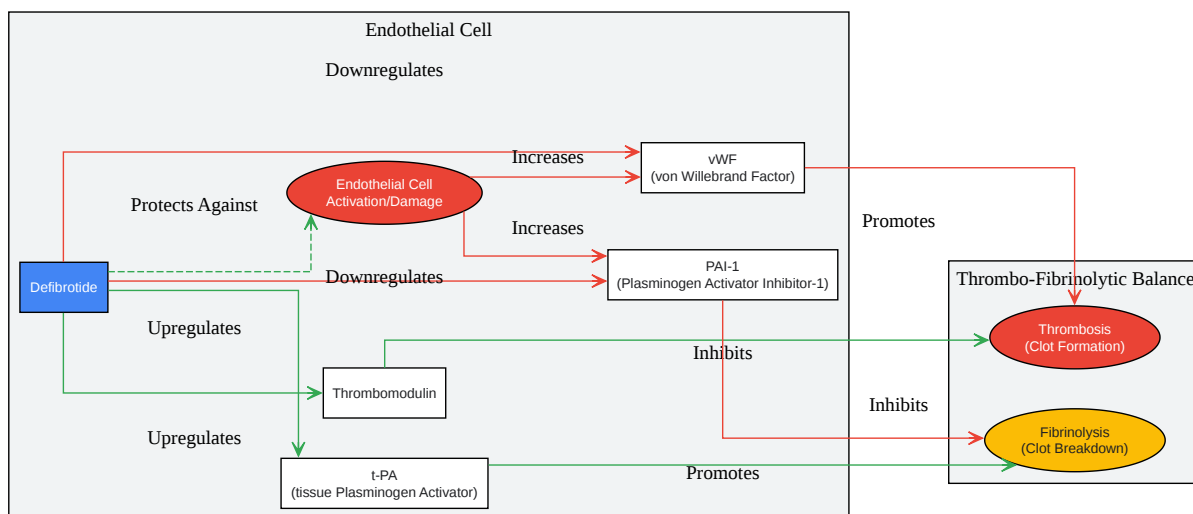 Endothelial Cell
Downregulates
Increases
vWF
(von Willebrand Factor)
Endothelial Cell
Activation/Damage
Protects Against
Increases
Promotes
PAI-1
(Plasminogen Activator Inhibitor-1)
Downregulates
Defibrotide
Thrombo-Fibrinolytic Balance
Upregulates
Thrombosis
(Clot Formation)
Inhibits
Thrombomodulin
Inhibits
Upregulates
Fibrinolysis
(Clot Breakdown)
t-PA
(tissue Plasminogen Activator)
Promotes